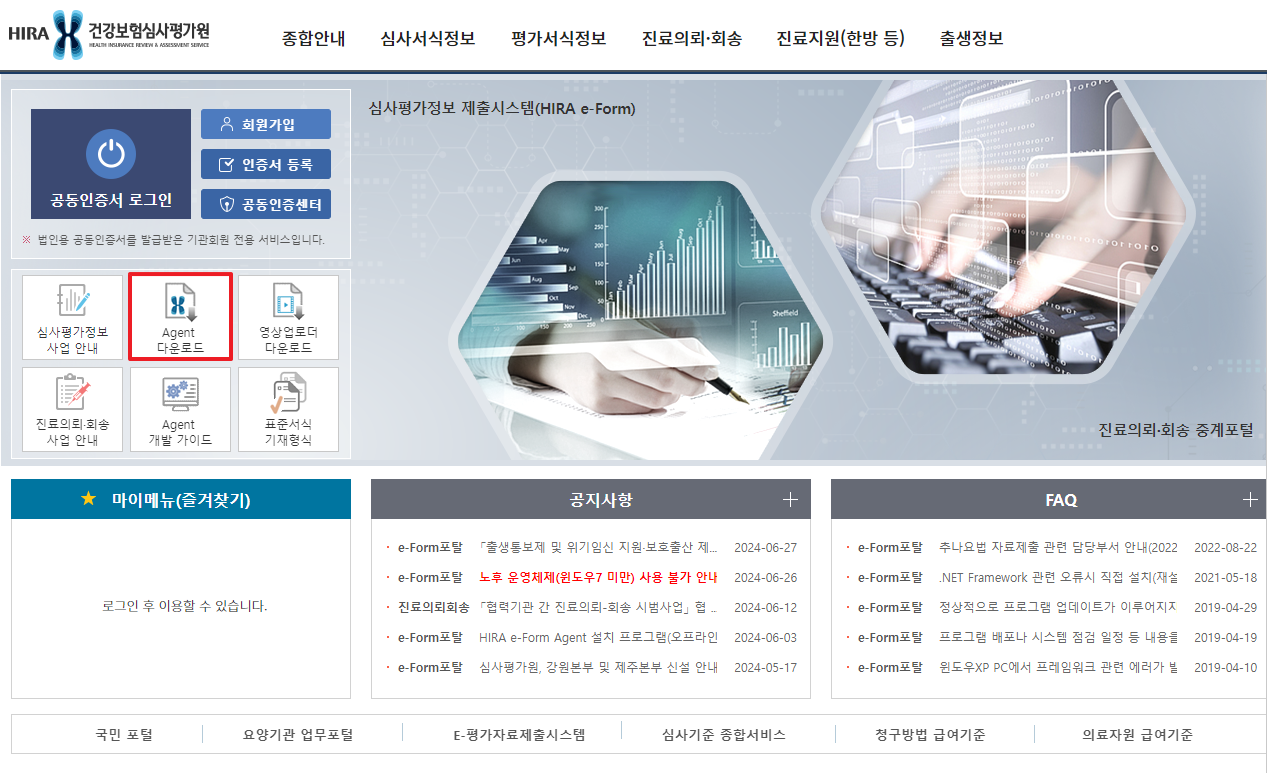 HIRA 건강보험심사평가원
HEALTH INSURANCE REVIEW & ASSESSMENT SERVICE
종합안내 심사서식정보 평가서식정보 진료의뢰·회송 진료지원(한방 등) 출생정보
공동인증서 로그인
회원가입
인증서 등록
공동인증센터
※ 법인용 공동인증서를 발급받은 기관회원 전용 서비스입니다.
심사평가정보
사업 안내
Agent
다운로드
영상업로더
다운로드
진료의뢰·회송
사업 안내
Agent
개발 가이드
표준서식
기재형식
심사평가정보 제출시스템(HIRA e-Form)
Sheffield
진료의뢰·회송 중계포털
★ 마이메뉴(즐겨찾기)
로그인 후 이용할 수 있습니다.
공지사항 +
· e-Form포탈 「출생통보제 및 위기임신 지원·보호출산 제... 2024-06-27
· e-Form포탈 노후 운영체제(윈도우7 미만) 사용 불가 안내 2024-06-26
· 진료의뢰회송 「협력기관 간 진료의뢰-회송 시범사업」 협 ... 2024-06-12
· e-Form포탈 HIRA e-Form Agent 설치 프로그램(오프라인 2024-06-03
· e-Form포탈 심사평가원, 강원본부 및 제주본부 신설 안내 2024-05-17
FAQ +
· e-Form포탈 추나요법 자료제출 관련 담당부서 안내(2022 2022-08-22
· e-Form포탈 .NET Framework 관련 오류시 직접 설치(재설 2021-05-18
· e-Form포탈 정상적으로 프로그램 업데이트가 이루어지지 2019-04-29
· e-Form포탈 프로그램 배포나 시스템 점검 일정 등 내용을 2019-04-19
· e-Form포탈 윈도우XP PC에서 프레임워크 관련 에러가 발 2019-04-10
국민 포털 요양기관 업무포털 E-평가자료제출시스템 심사기준 종합서비스 청구방법 급여기준 의료자원 급여기준